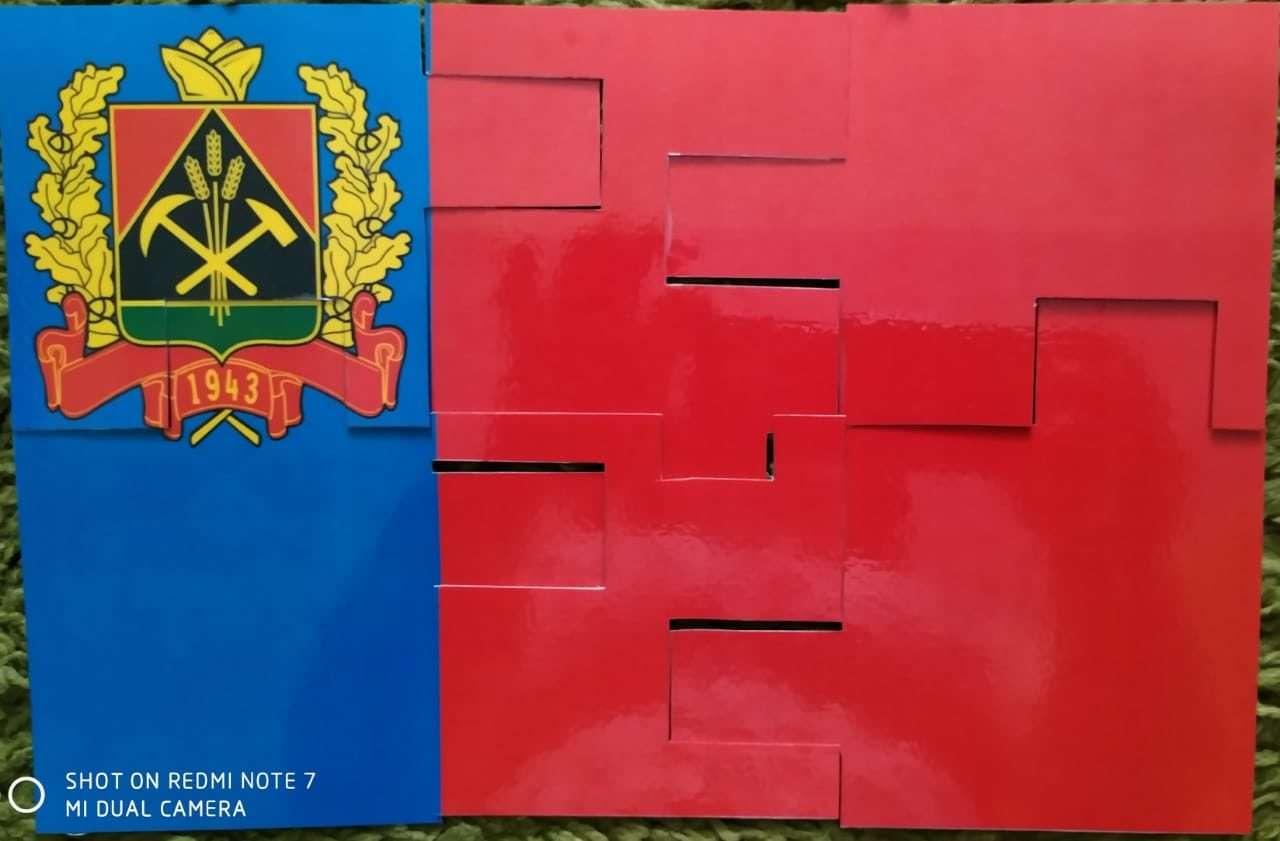 1943
SHOT ON REDMI NOTE 7
MI DUAL CAMERA